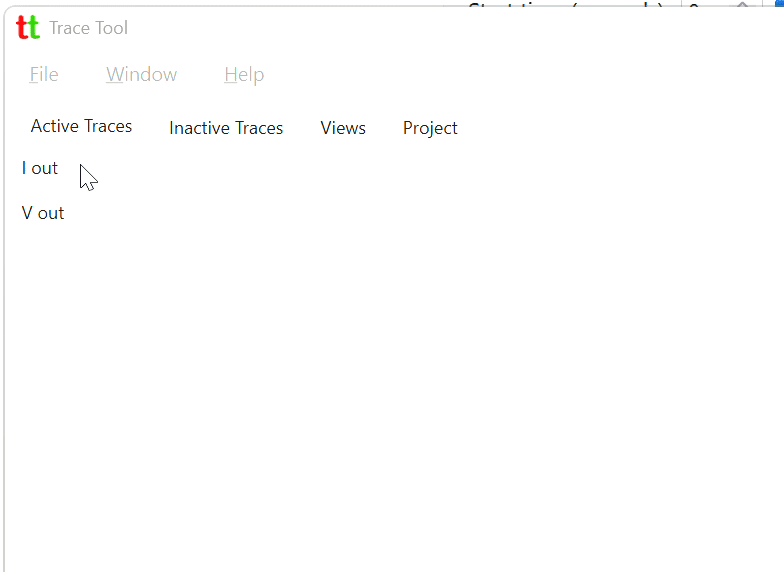 tt Trace Tool
File Window Help
Active Traces Inactive Traces Views Project
I out
V out